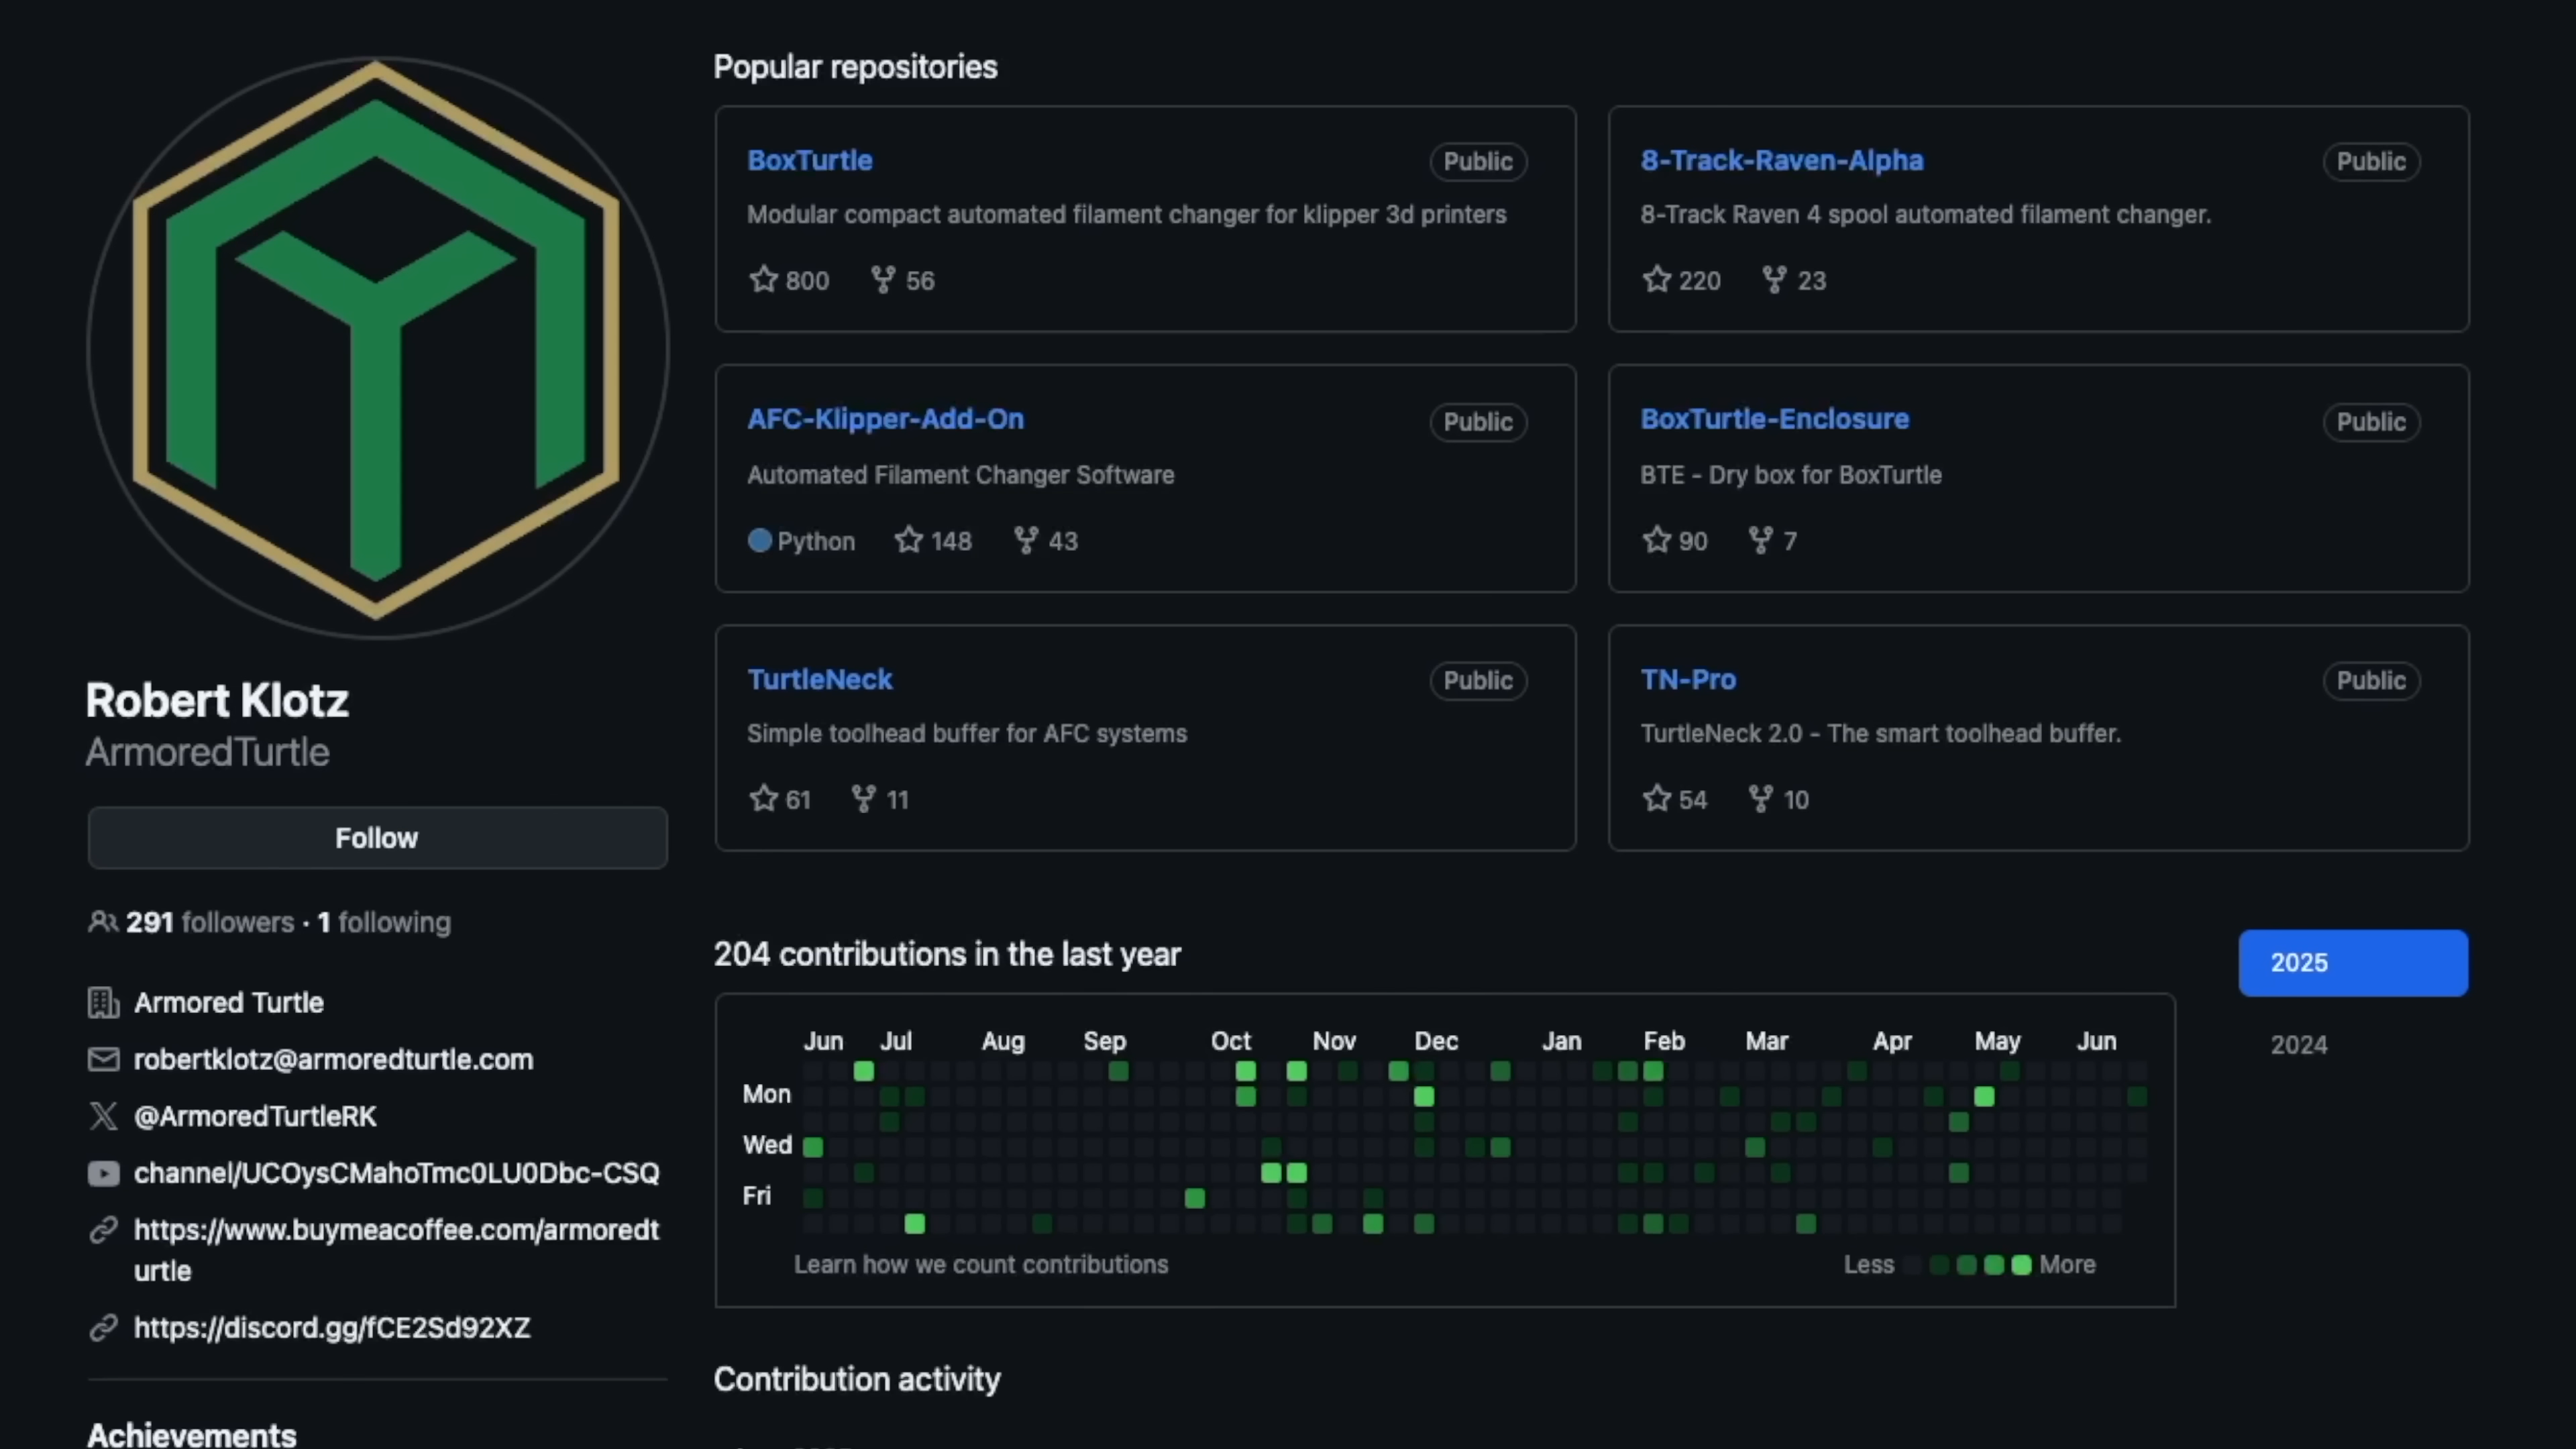 Robert Klotz
ArmoredTurtle
Follow
291 followers · 1 following
Armored Turtle
robertklotz@armoredturtle.com
@ArmoredTurtleRK
channel/UCOysCMahoTmc0LU0Dbc-CSQ
https://www.buymeacoffee.com/armoredt
urtle
https://discord.gg/fCE2Sd92XZ
Achievements
Popular repositories
BoxTurtle Public
Modular compact automated filament changer for klipper 3d printers
800 56
8-Track-Raven-Alpha Public
8-Track Raven 4 spool automated filament changer.
220 23
AFC-Klipper-Add-On Public
Automated Filament Changer Software
Python 148 43
BoxTurtle-Enclosure Public
BTE - Dry box for BoxTurtle
90 7
TurtleNeck Public
Simple toolhead buffer for AFC systems
61 11
TN-Pro Public
TurtleNeck 2.0 - The smart toolhead buffer.
54 10
204 contributions in the last year
Jun Jul Aug Sep Oct Nov Dec Jan Feb Mar Apr May Jun
Mon
Wed
Fri
Learn how we count contributions
Less More
2025
2024
Contribution activity